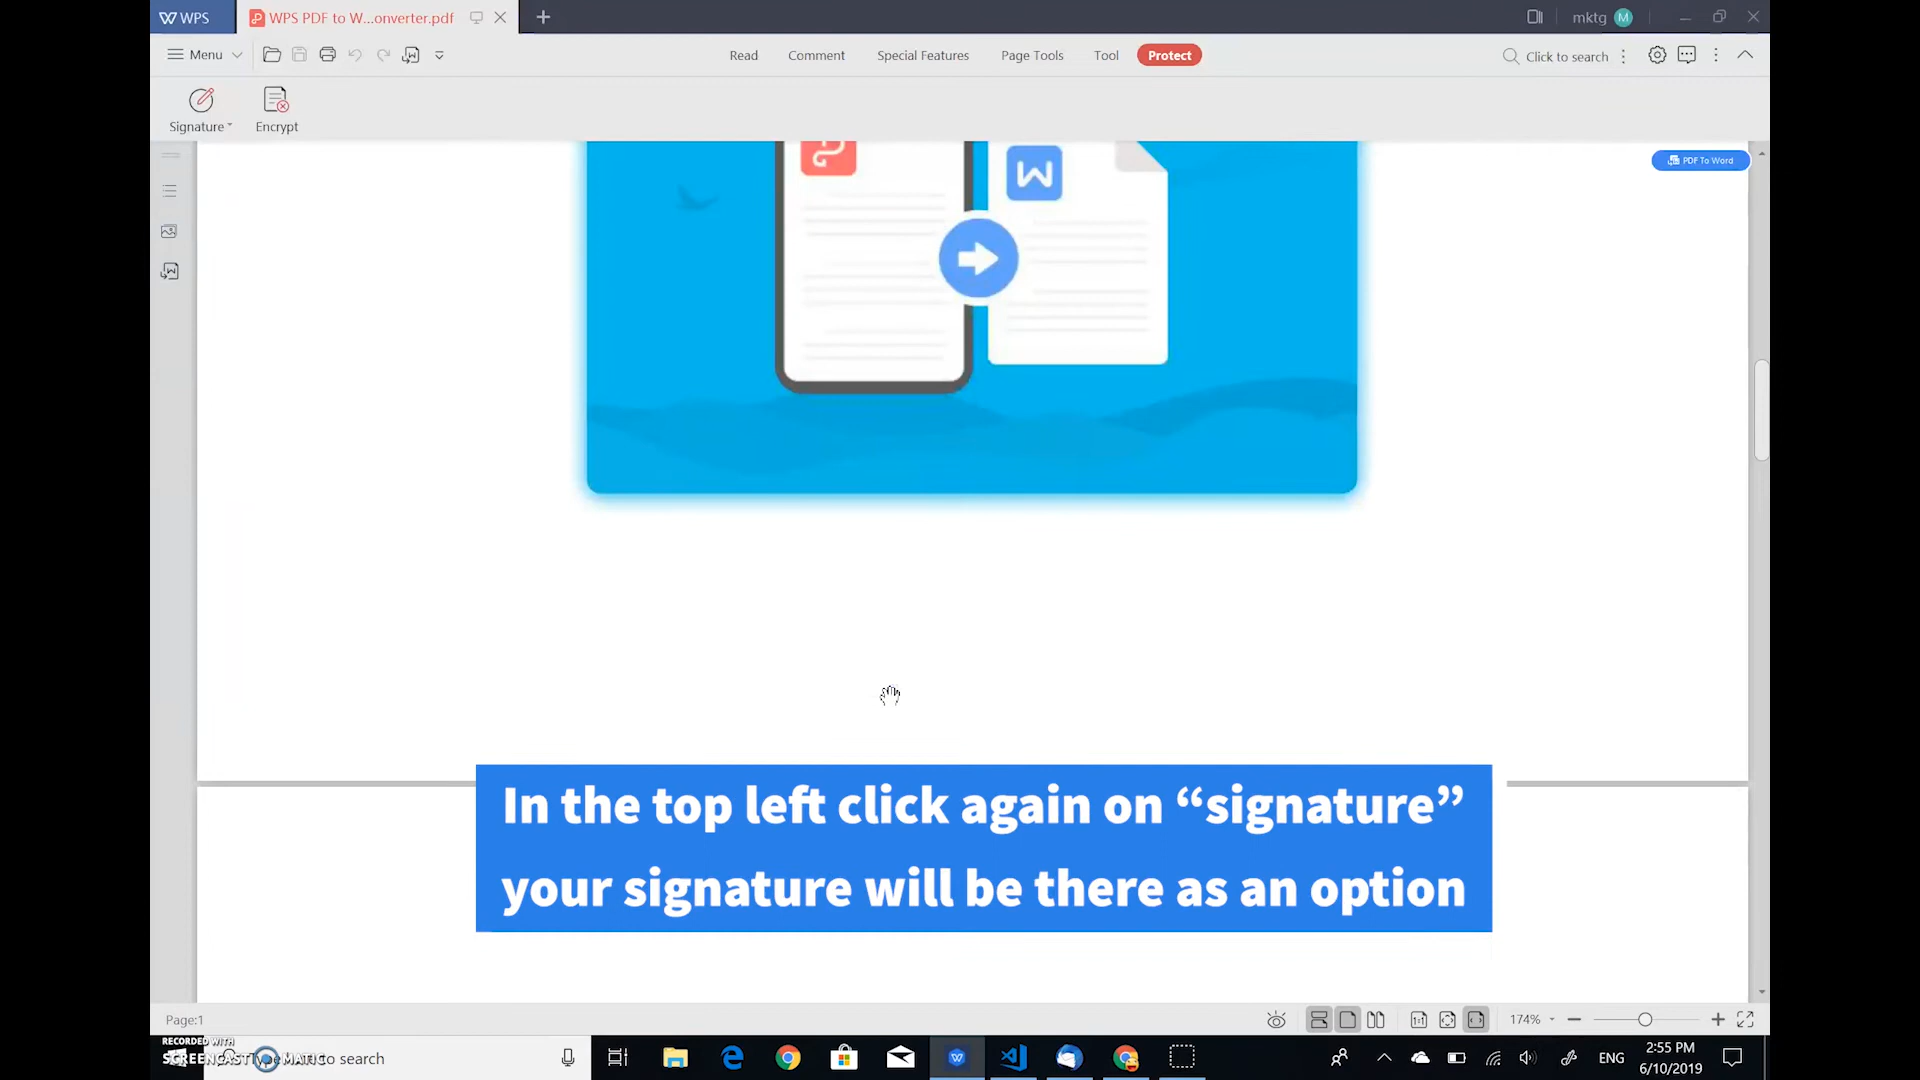 WPS
WPS PDF to W...onverter.pdf
mktg M
Menu
Read
Comment
Special Features
Page Tools
Tool
Protect
Click to search
Signature
Encrypt
PDF To Word
In the top left click again on “signature”
your signature will be there as an option
Page:1
174%
RECORDED WITH
SCREENCAST MATIC
to search
ENG
2:55 PM
6/10/2019